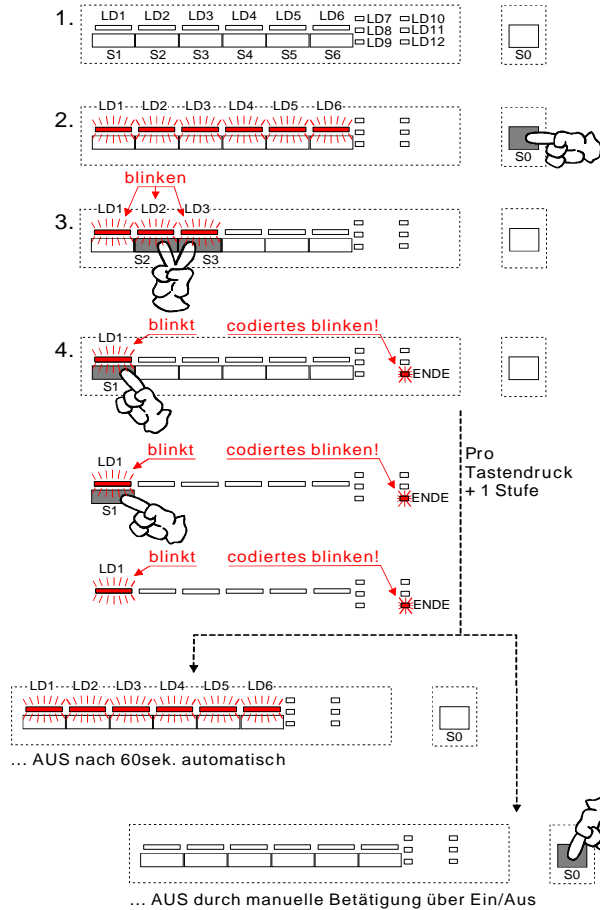 1.
LD1 LD2 LD3 LD4 LD5 LD6
LD7 LD10
LD8 LD11
LD9 LD12
S1 S2 S3 S4 S5 S6
S0
2.
LD1 LD2 LD3 LD4 LD5 LD6
S0
blinken
LD1 LD2 LD3
3.
S2 S3
4.
LD1
blinkt codiertes blinken!
ENDE
S1
LD1
blinkt codiertes blinken!
ENDE
S1
Pro
Tastendruck
+ 1 Stufe
LD1
blinkt codiertes blinken!
ENDE
LD1 LD2 LD3 LD4 LD5 LD6
S0
... AUS nach 60sek. automatisch
S0
... AUS durch manuelle Betätigung über Ein/Aus